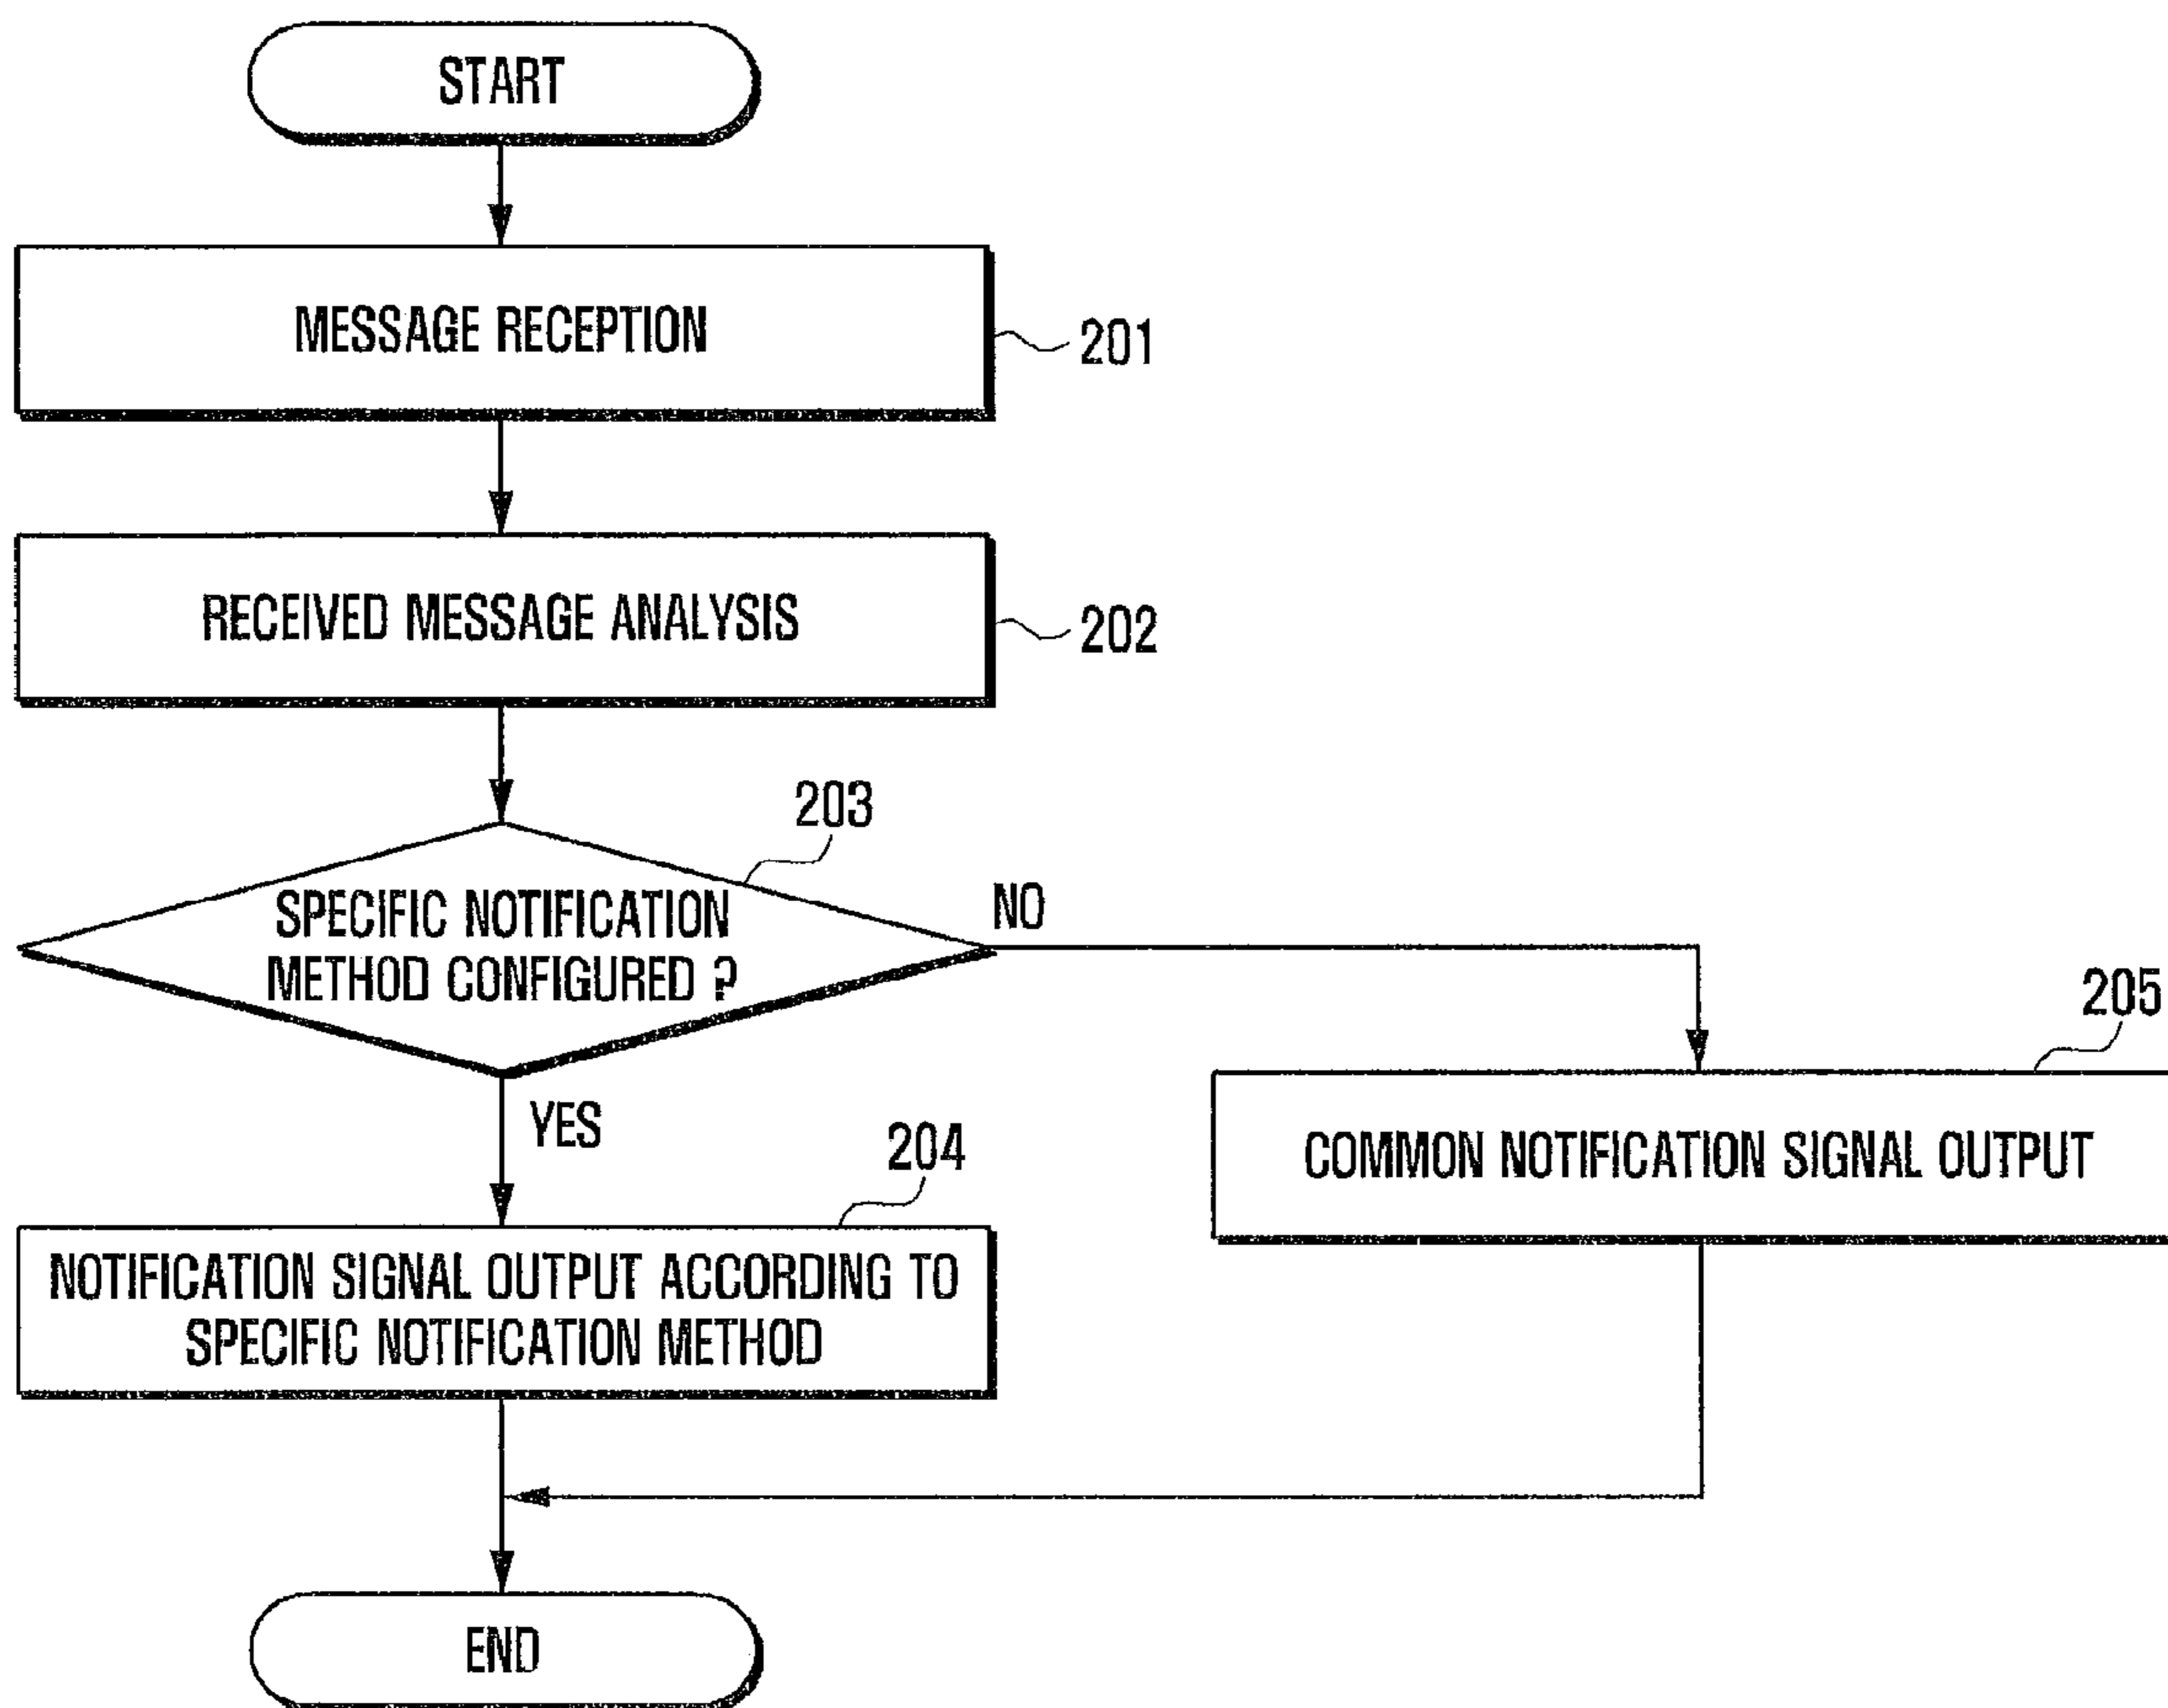 START
MESSAGE RECEPTION
201
RECEIVED MESSAGE ANALYSIS
202
203
SPECIFIC NOTIFICATION
METHOD CONFIGURED ?
NO
YES
205
COMMON NOTIFICATION SIGNAL OUTPUT
204
NOTIFICATION SIGNAL OUTPUT ACCORDING TO
SPECIFIC NOTIFICATION METHOD
END